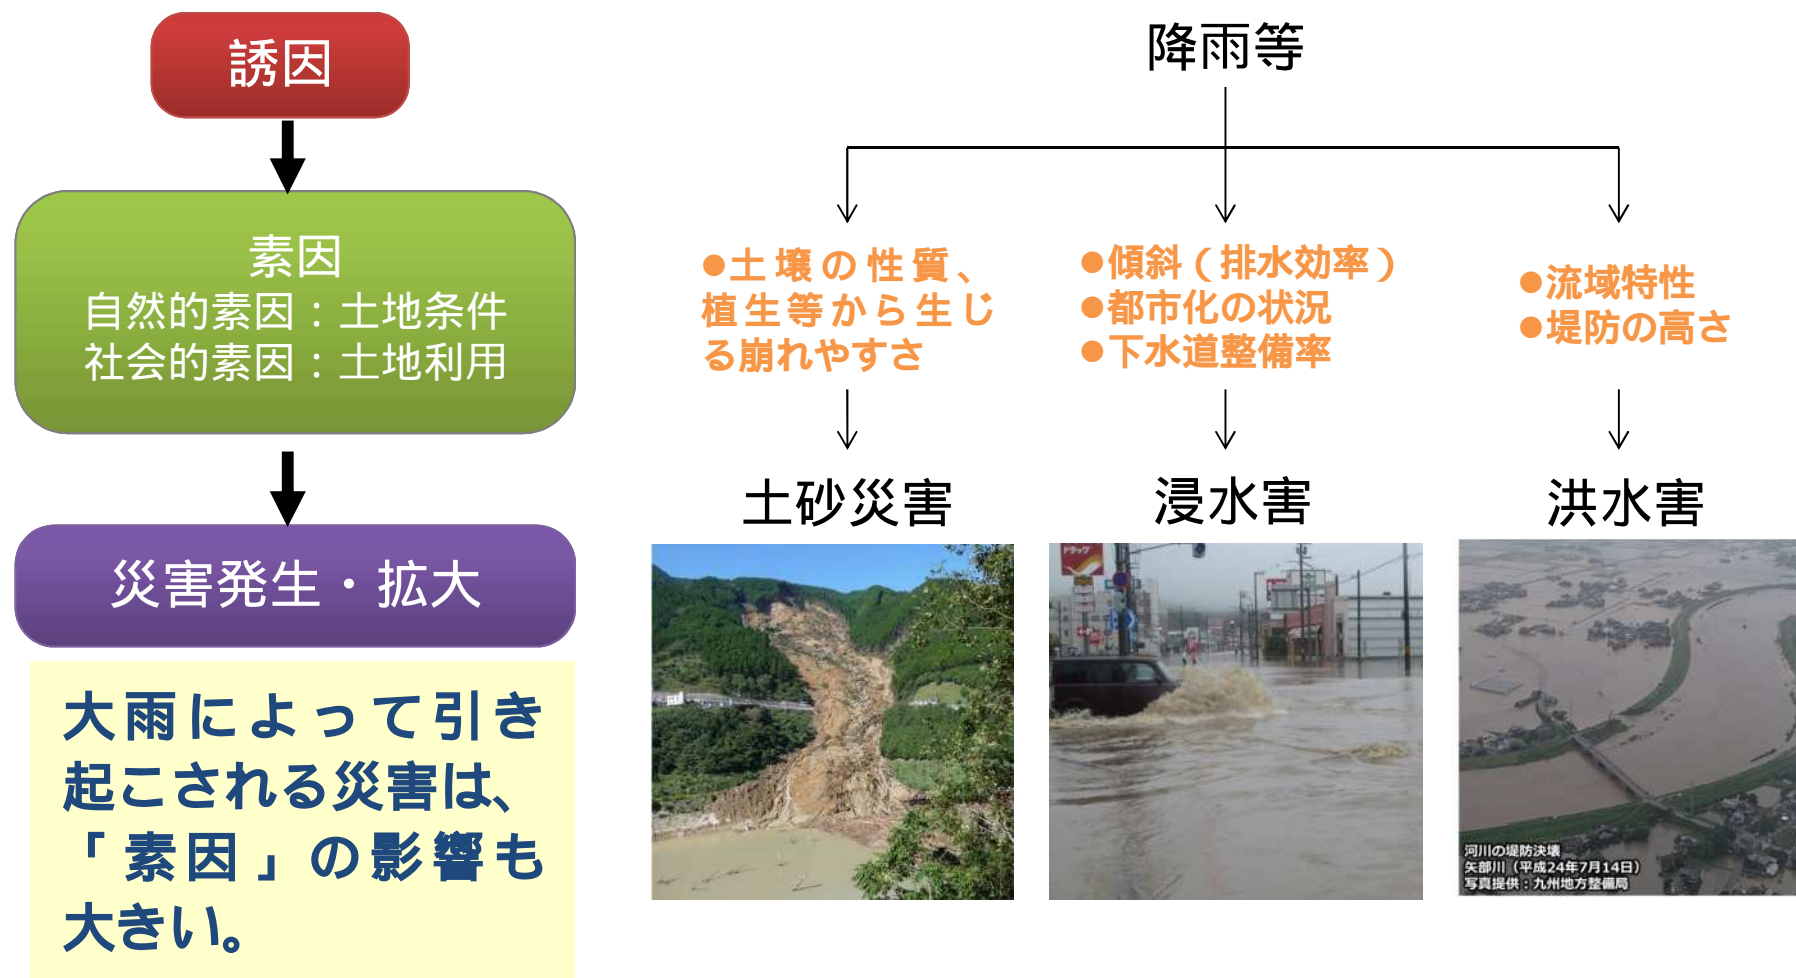 誘因
素因
自然的素因：土地条件
社会的素因：土地利用
災害発生・拡大
大雨によって引き
起こされる災害は、
「素因」の影響も
大きい。
降雨等
●土壌の性質、
植生等から生じ
る崩れやすさ
●傾斜（排水効率）
●都市化の状況
●下水道整備率
●流域特性
●堤防の高さ
土砂災害
浸水害
洪水害
ドラッグ
河川の堤防決壊
矢部川（平成24年7月14日）
写真提供：九州地方整備局